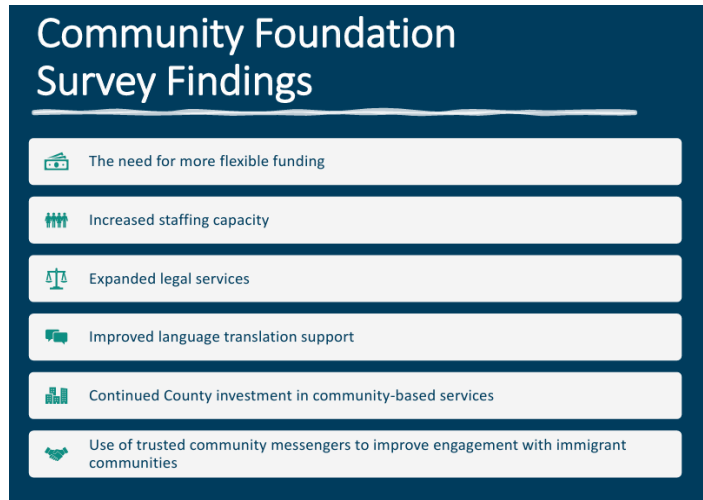 Community Foundation
Survey Findings
The need for more flexible funding
Increased staffing capacity
Expanded legal services
Improved language translation support
Continued County investment in community-based services
Use of trusted community messengers to improve engagement with immigrant
communities